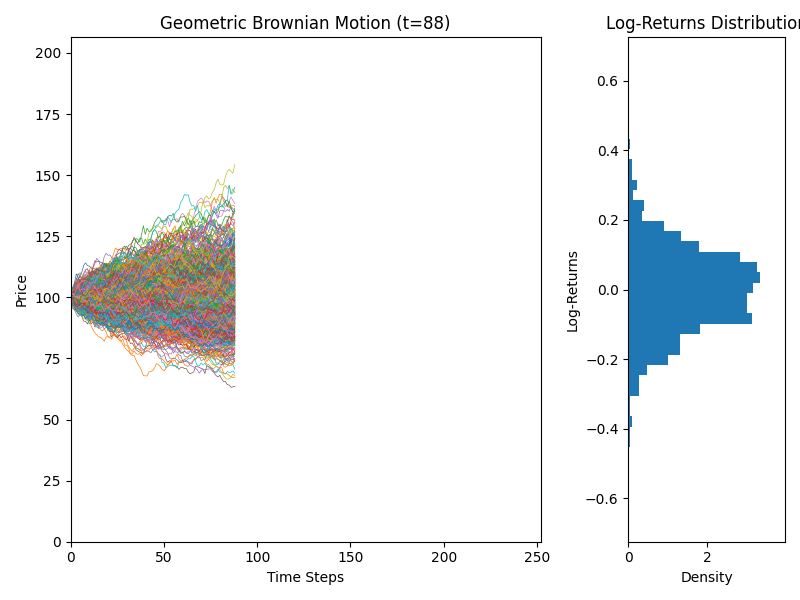 Geometric Brownian Motion (t=88)
Price
200
175
150
125
100
75
50
25
0
0 50 100 150 200 250
Time Steps
Log-Returns Distribution
Log-Returns
0.6
0.4
0.2
0.0
−0.2
−0.4
−0.6
0 2
Density